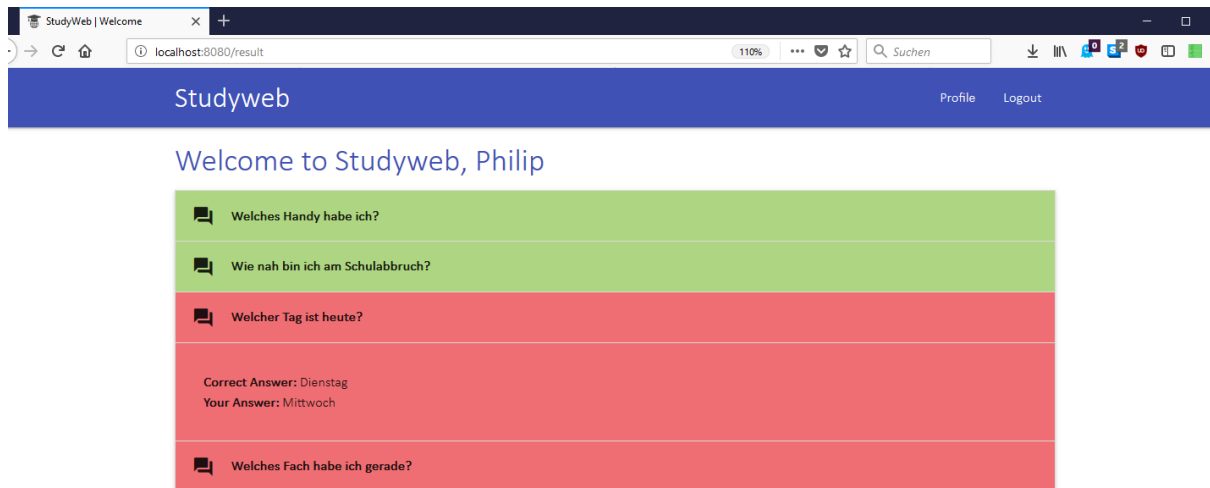 StudyWeb | Welcome
localhost:8080/result
110%
Suchen
0
2
Studyweb
Profile
Logout
Welcome to Studyweb, Philip
Welches Handy habe ich?
Wie nah bin ich am Schulabbruch?
Welcher Tag ist heute?
Correct Answer: Dienstag
Your Answer: Mittwoch
Welches Fach habe ich gerade?